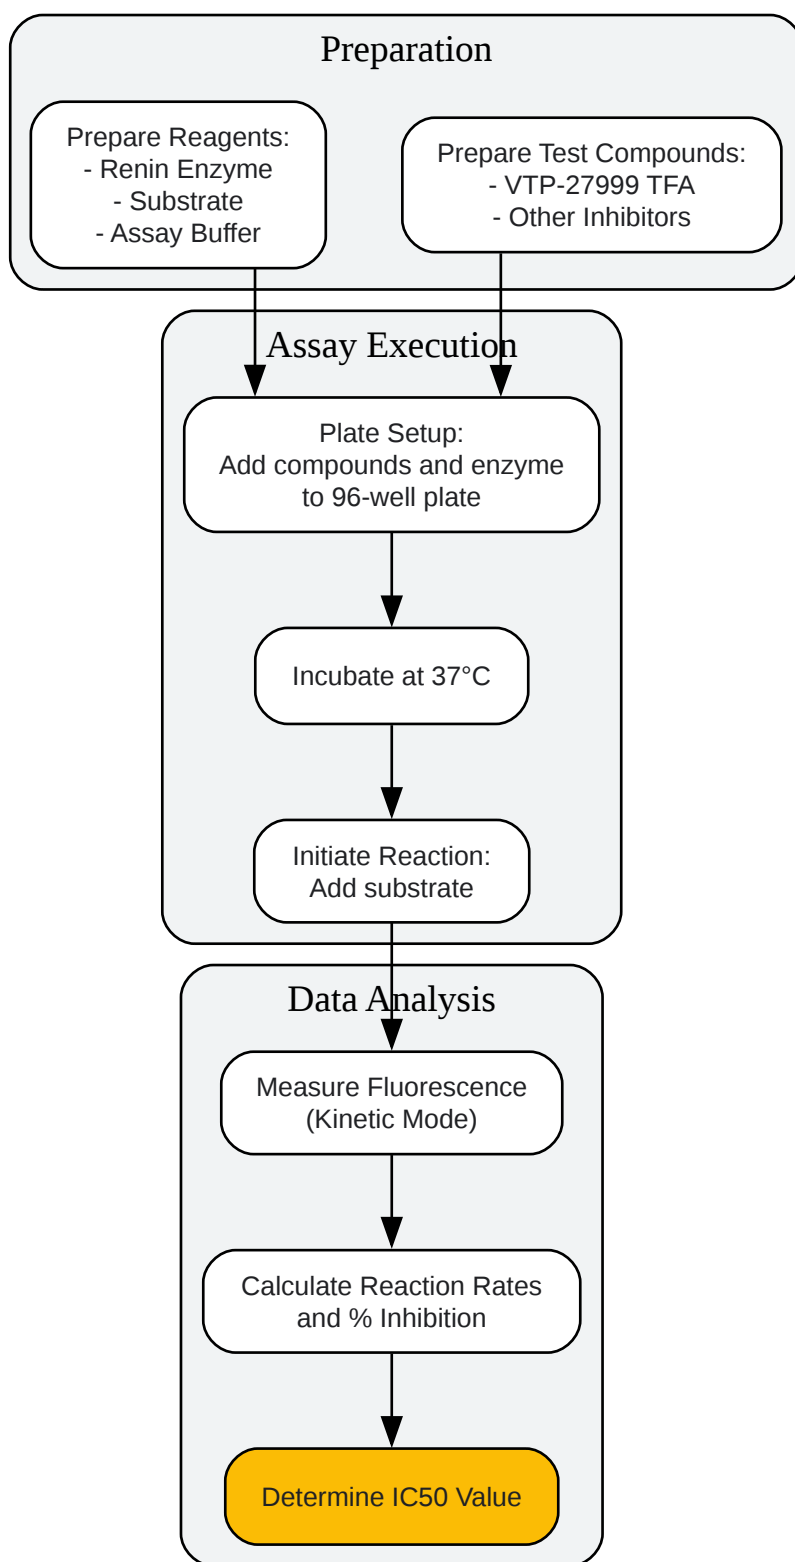 Preparation
Prepare Reagents:
- Renin Enzyme
- Substrate
- Assay Buffer
Prepare Test Compounds:
- VTP-27999 TFA
- Other Inhibitors
Assay Execution
Plate Setup:
Add compounds and enzyme
to 96-well plate
Incubate at 37°C
Initiate Reaction:
Add substrate
Data Analysis
Measure Fluorescence
(Kinetic Mode)
Calculate Reaction Rates
and % Inhibition
Determine IC50 Value